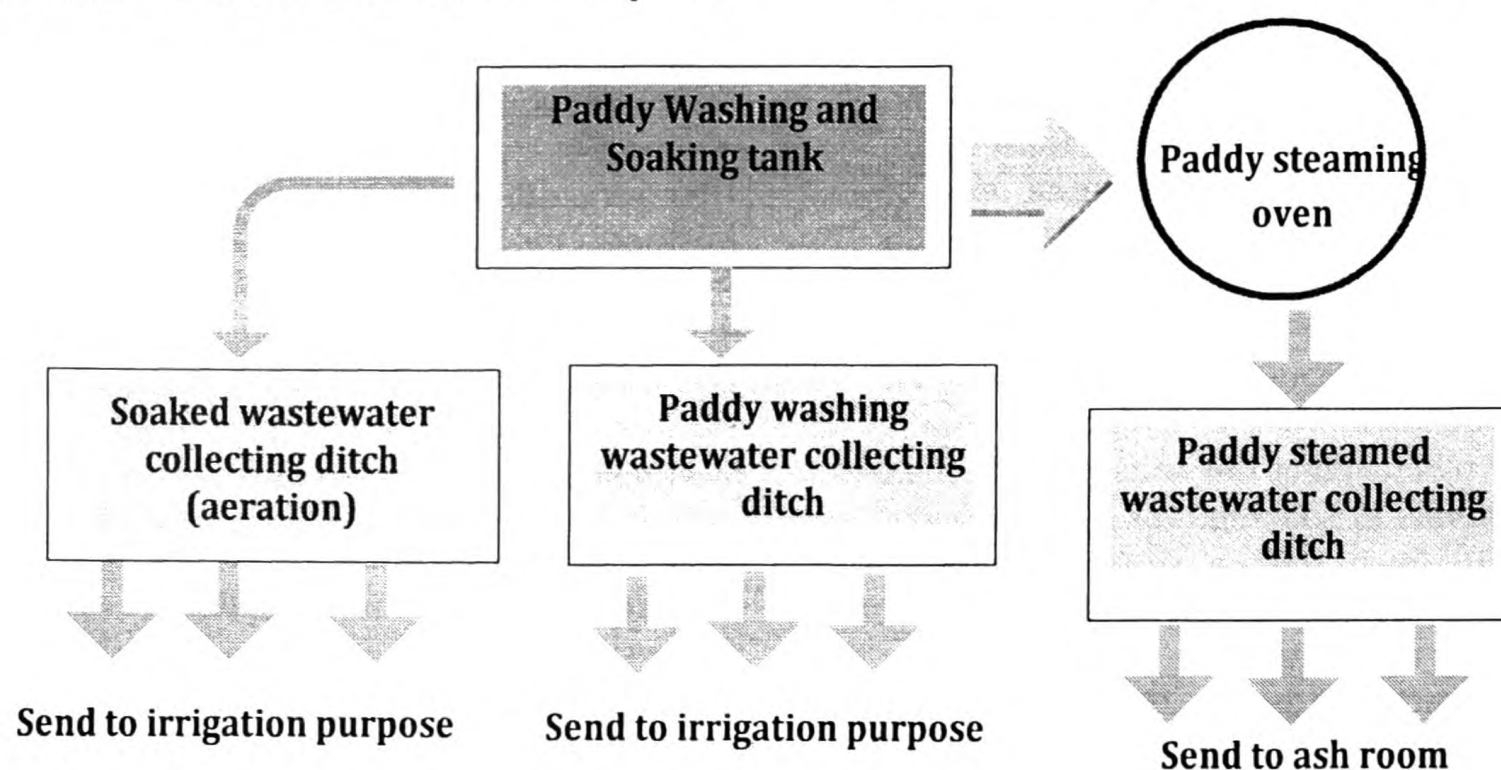 Paddy Washing and
Soaking tank
Paddy steaming
oven
Soaked wastewater
collecting ditch
(aeration)
Paddy washing
wastewater collecting
ditch
Paddy steamed
wastewater collecting
ditch
Send to irrigation purpose
Send to irrigation purpose
Send to ash room